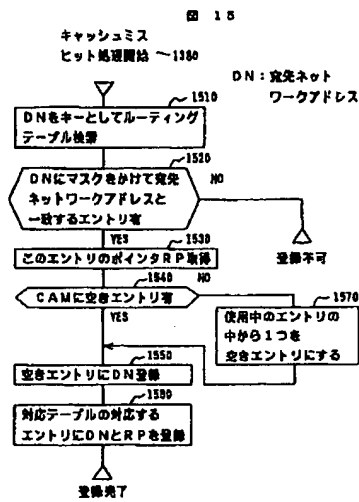 図 15
キャッシュミス
ヒット処理開始 ~1380
DN:宛先ネット
ワークアドレス
1510
DNをキーとしてルーティング
テーブル検索
1520
DNにマスクをかけて宛先
ネットワークアドレスと
一致するエントリ有
NO
YES
登録不可
1530
このエントリのポインタRP取得
1540
CAMに空きエントリ有
NO
YES
1570
使用中のエントリの
中から1つを
空きエントリにする
1550
空きエントリにDN登録
1560
対応テーブルの対応する
エントリにDNとRPを登録
登録完了